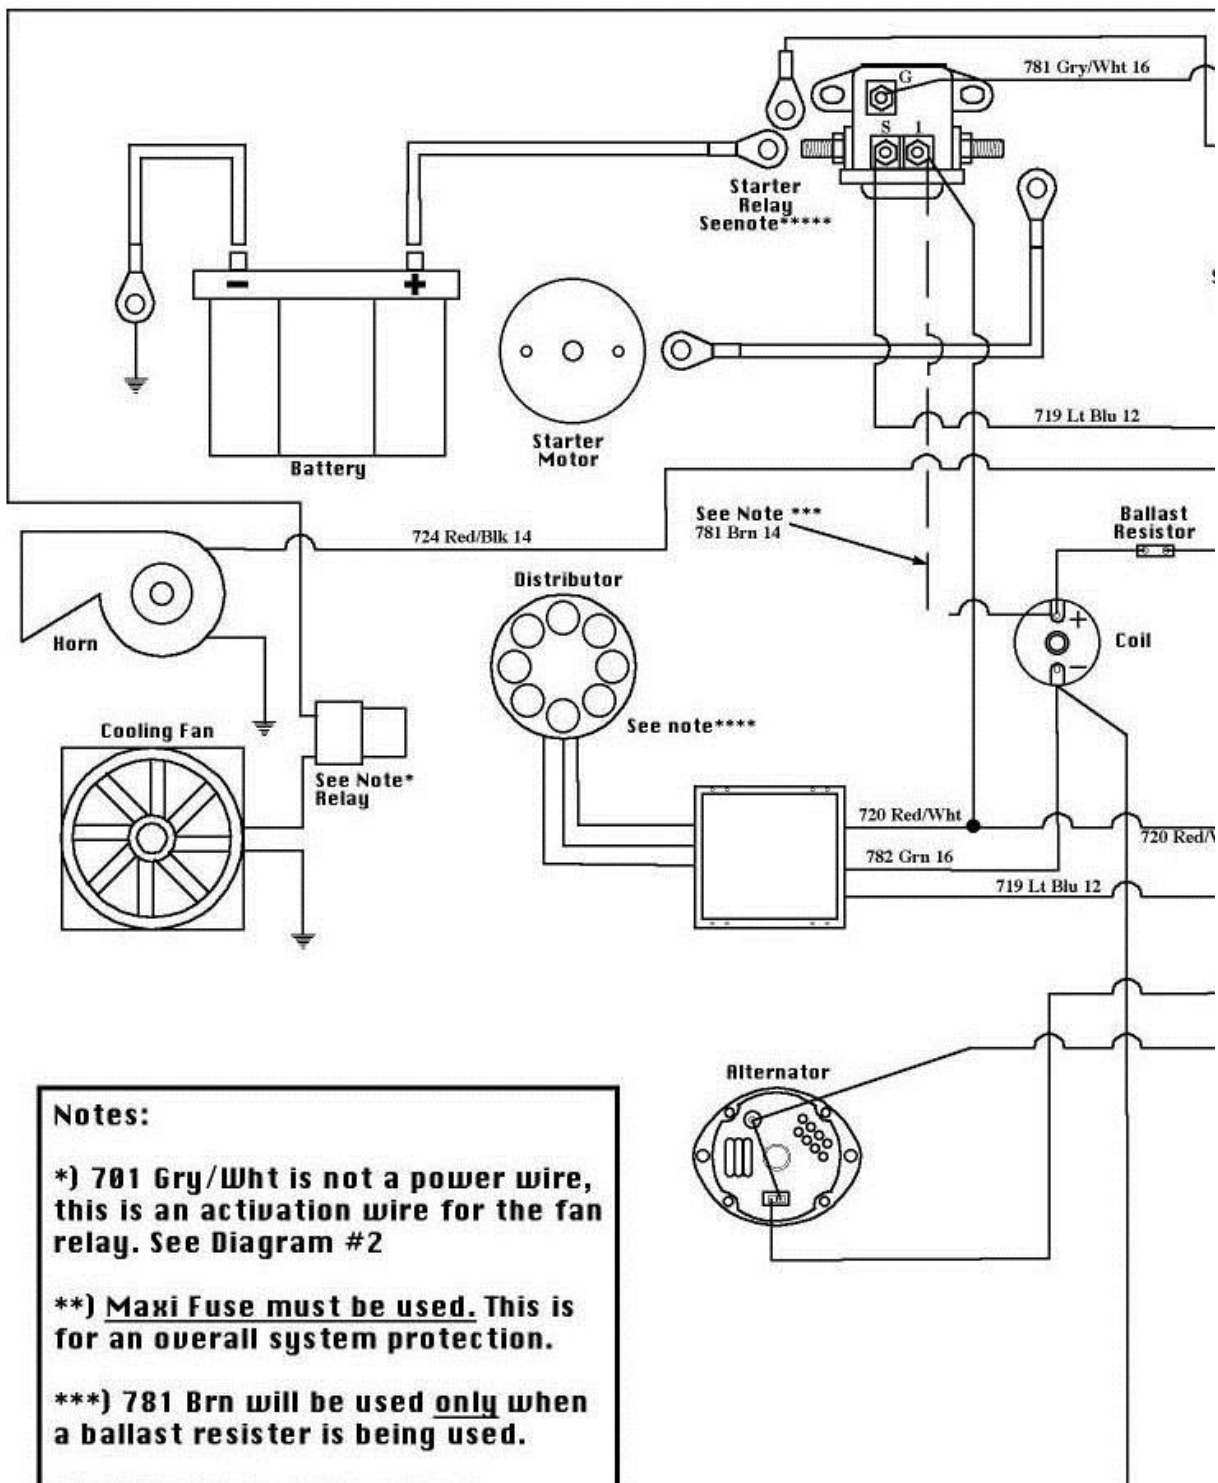 G
781 Gry/Wht 16
S I
Starter
Relay
Seenote*****
− +
Battery
Starter
Motor
719 Lt Blu 12
See Note ***
781 Brn 14
Ballast
Resistor
724 Red/Blk 14
Distributor
Horn
+
Coil
−
See note****
Cooling Fan
See Note*
Relay
720 Red/Wht
720 Red/
782 Grn 16
719 Lt Blu 12
Alternator
Notes:
*) 701 Gry/Wht is not a power wire,
this is an activation wire for the fan
relay. See Diagram #2
**) Maxi Fuse must be used. This is
for an overall system protection.
***) 781 Brn will be used only when
a ballast resister is being used.